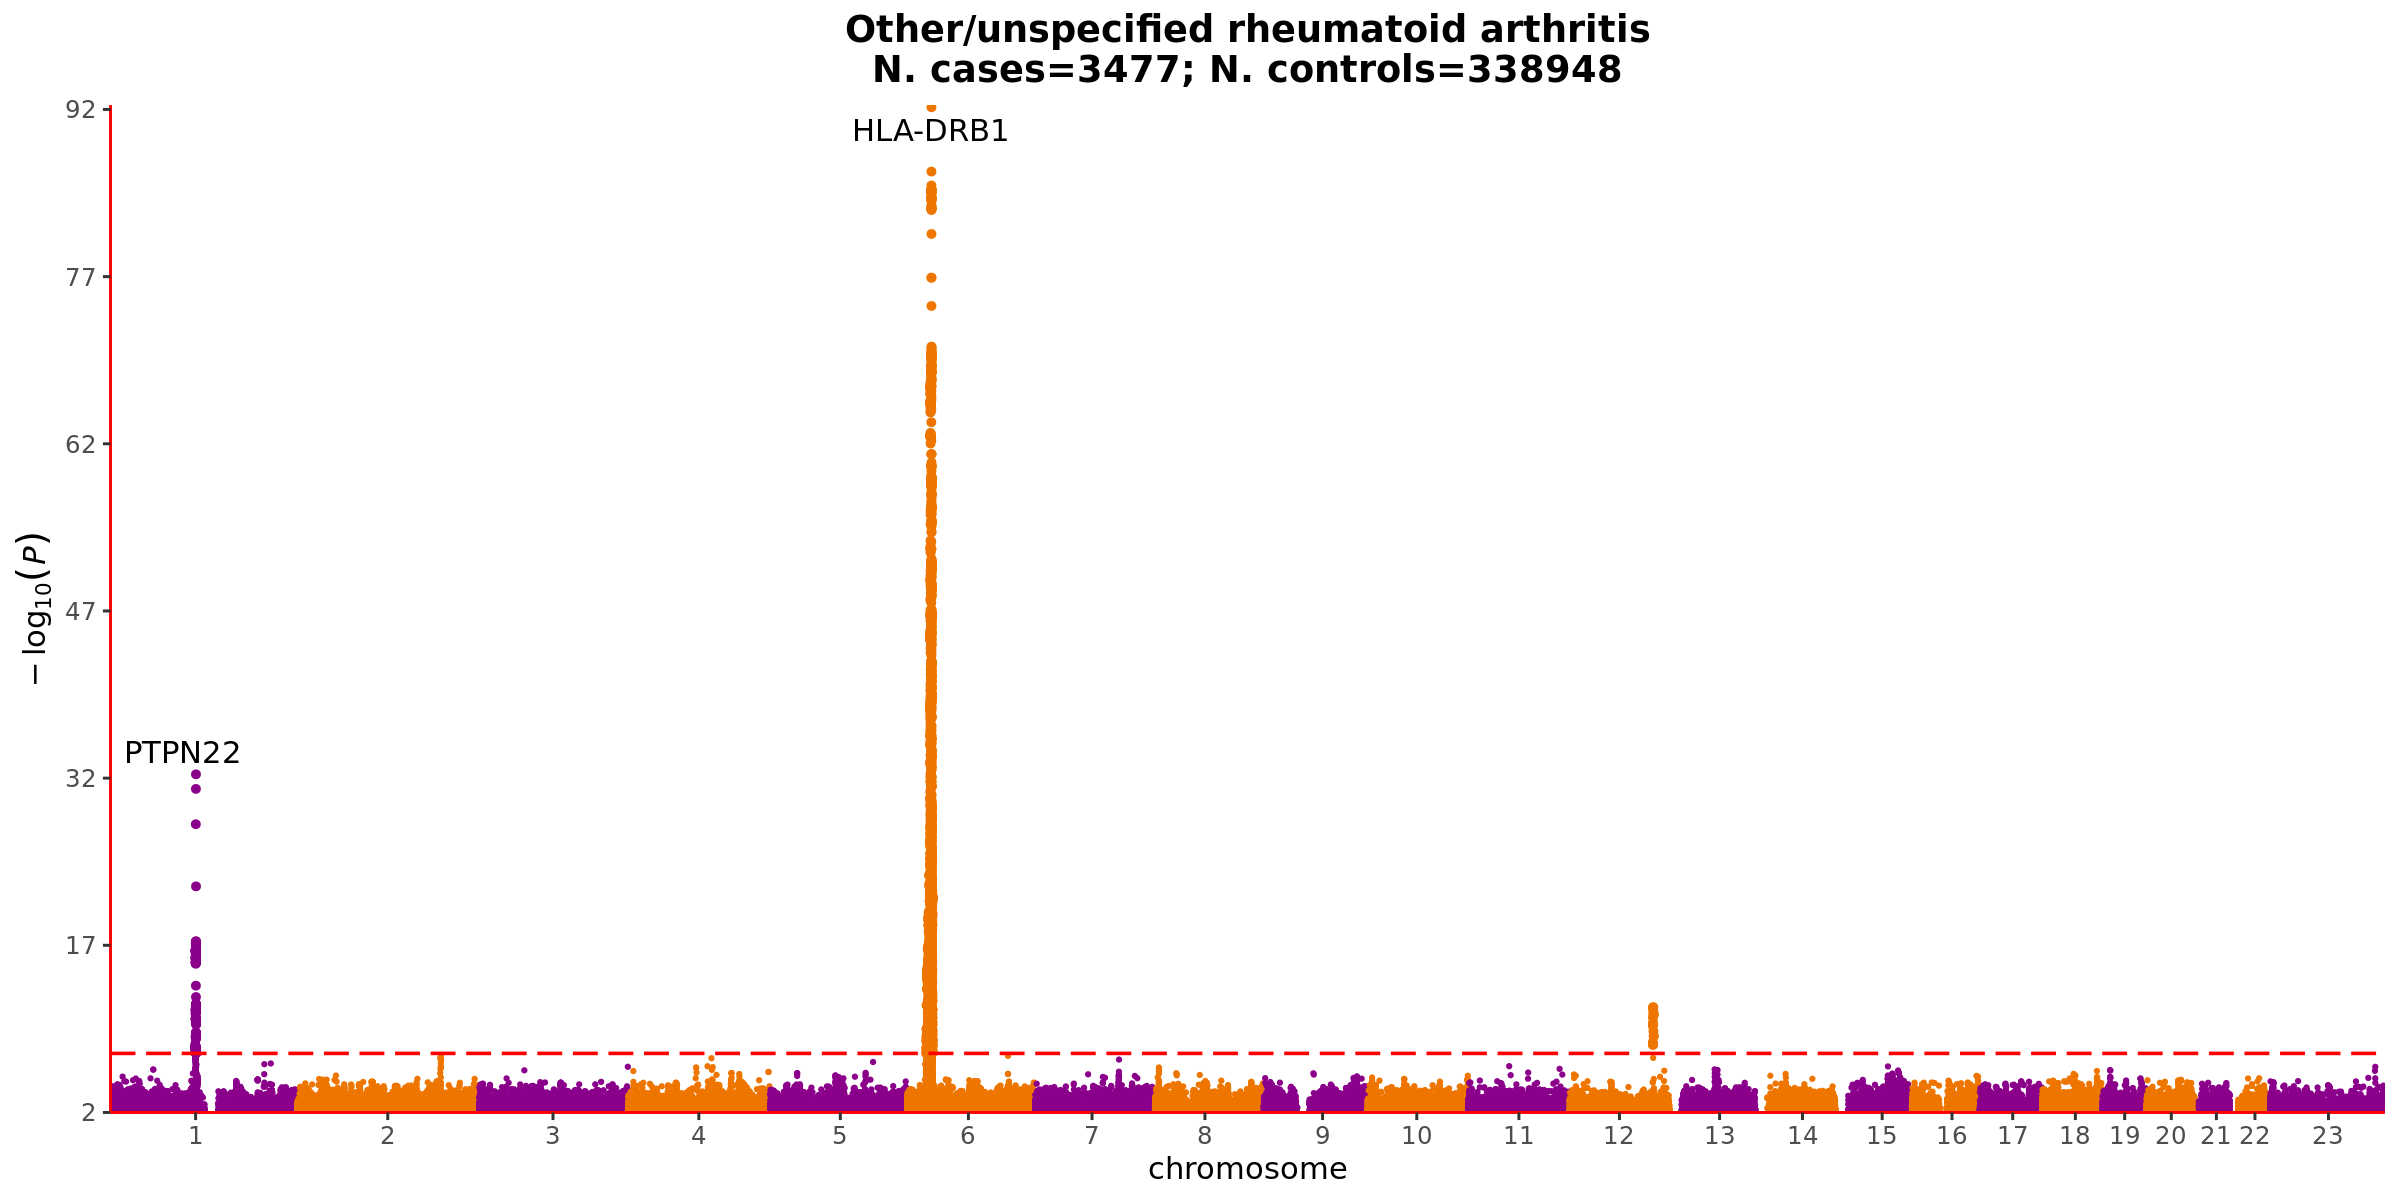 Other/unspecified rheumatoid arthritis
N. cases=3477; N. controls=338948
92
HLA-DRB1
77
62
47
32
17
2
−log10(P)
PTPN22
1 2 3 4 5 6 7 8 9 10 11 12 13 14 15 16 17 18 19 20 21 22 23
chromosome